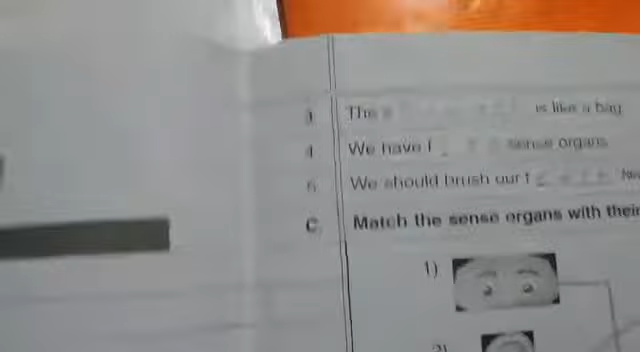 3 The is like a bag
4 We have f sense organs
5 We should brush our t
C. Match the sense organs with their
1)
2)